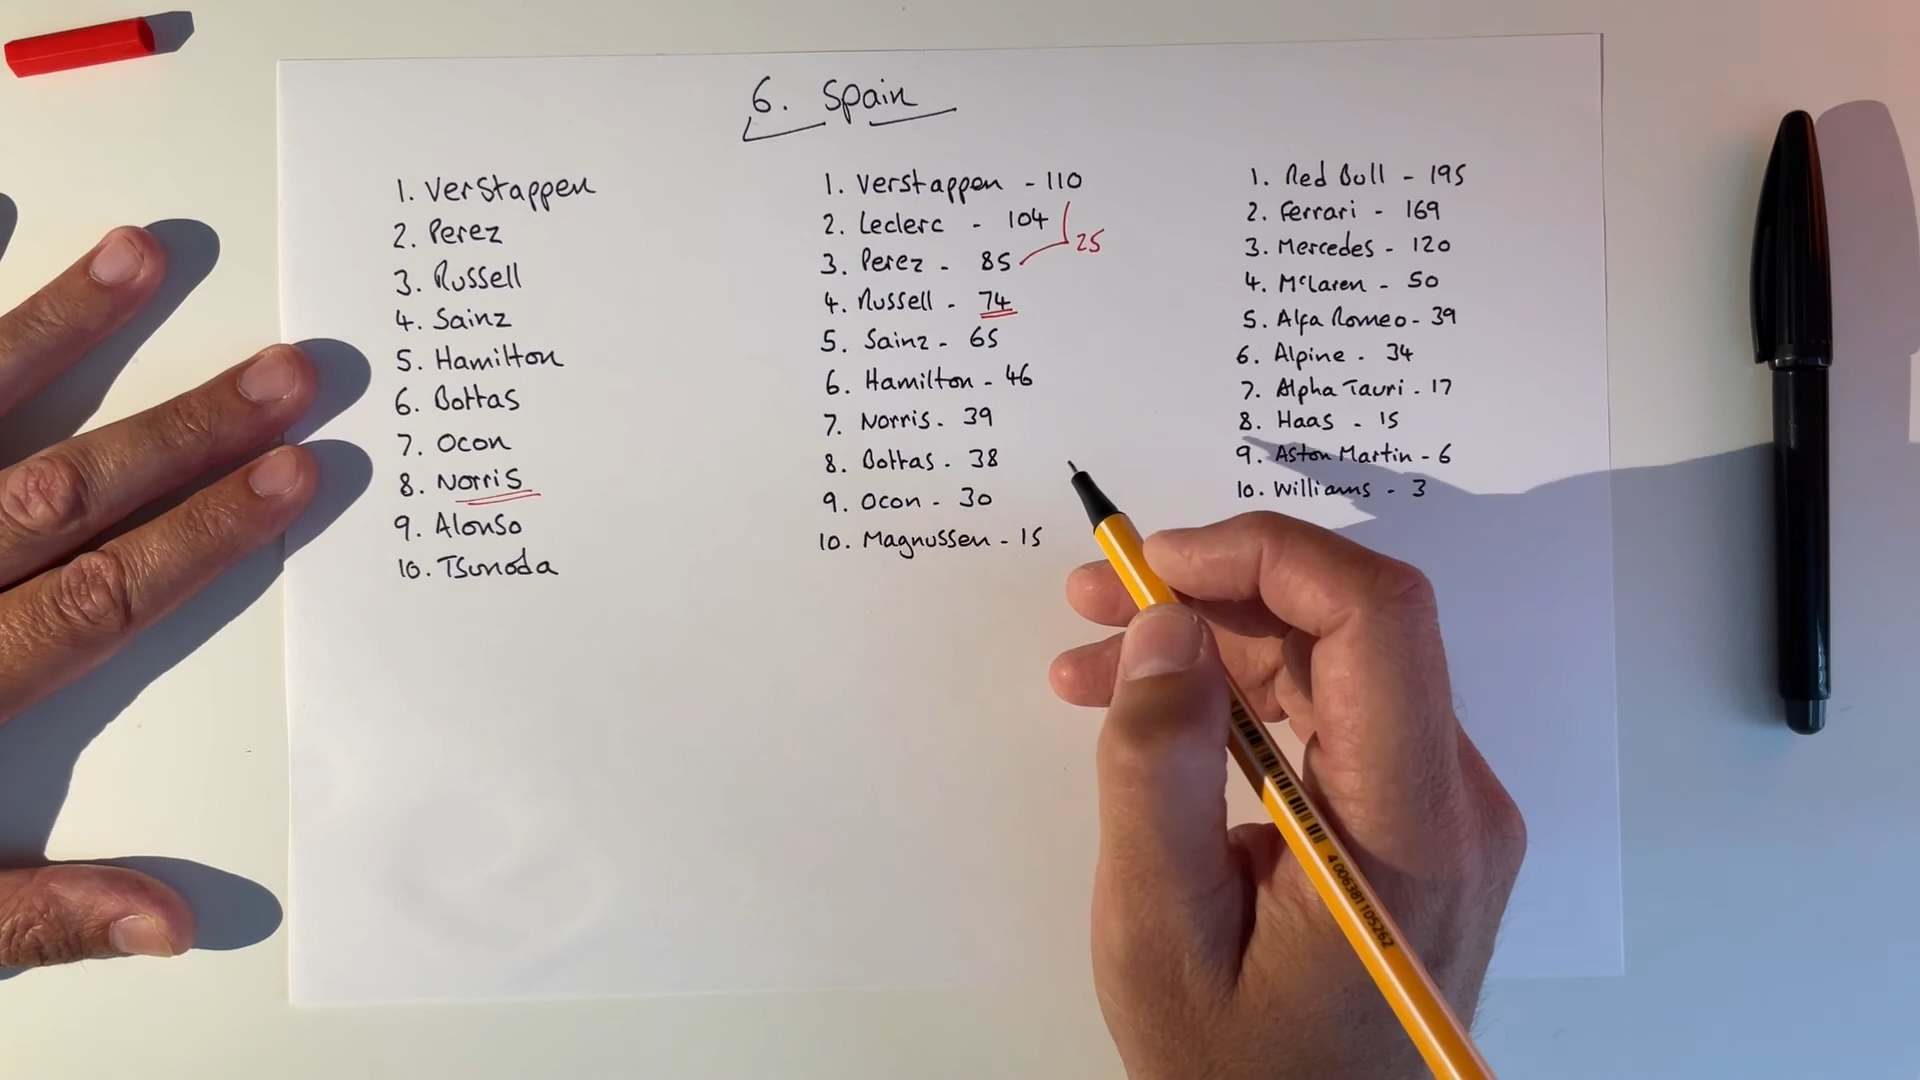 6. Spain
1. Verstappen
2. Perez
3. Russell
4. Sainz
5. Hamilton
6. Bottas
7. Ocon
8. Norris
9. Alonso
10. Tsunoda
1. Verstappen - 110
2. Leclerc - 104
25
3. Perez - 85
4. Russell - 74
5. Sainz - 65
6. Hamilton - 46
7. Norris - 39
8. Bottas - 38
9. Ocon - 30
10. Magnussen - 15
1. Red Bull - 195
2. Ferrari - 169
3. Mercedes - 120
4. McLaren - 50
5. Alfa Romeo - 39
6. Alpine - 34
7. Alpha Tauri - 17
8. Haas - 15
9. Aston Martin - 6
10. Williams - 3
4 006381 105262